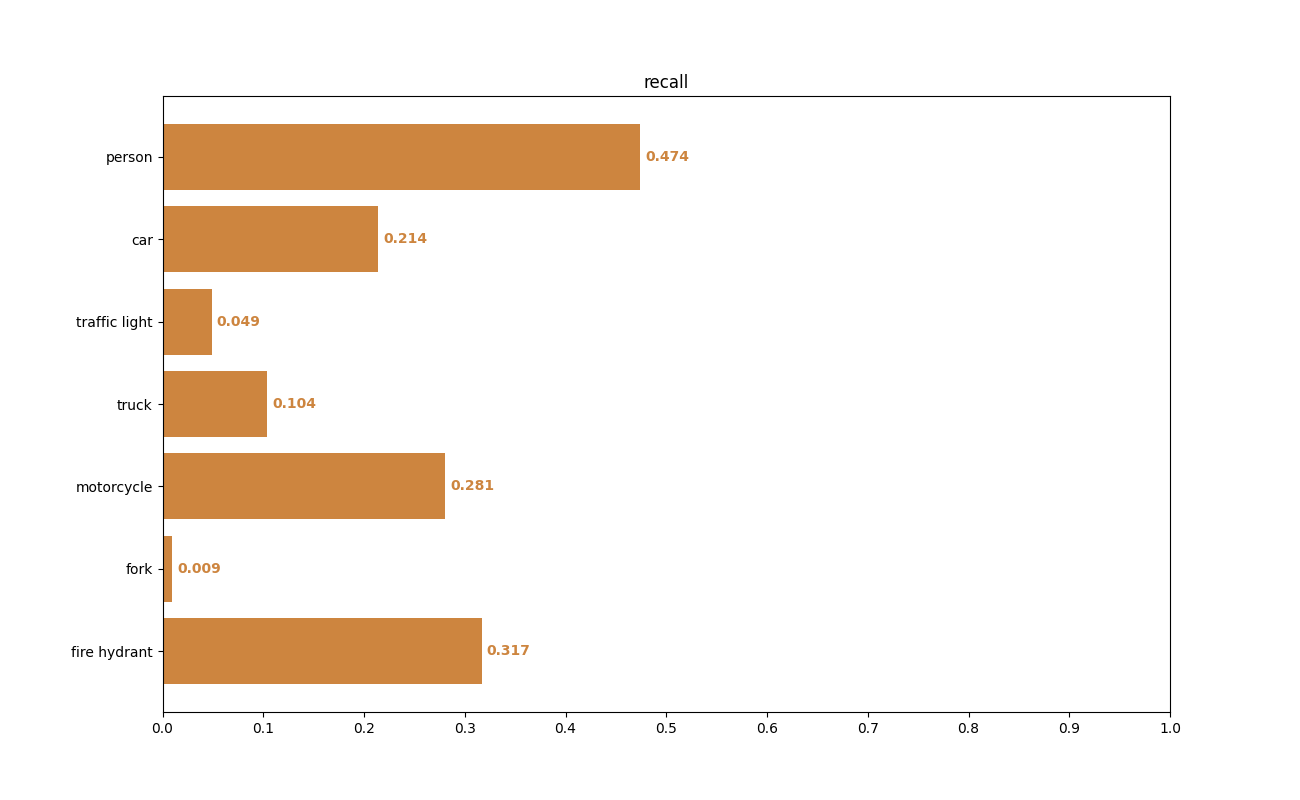 recall
person 0.474
car 0.214
traffic light 0.049
truck 0.104
motorcycle 0.281
fork 0.009
fire hydrant 0.317
0.0 0.1 0.2 0.3 0.4 0.5 0.6 0.7 0.8 0.9 1.0